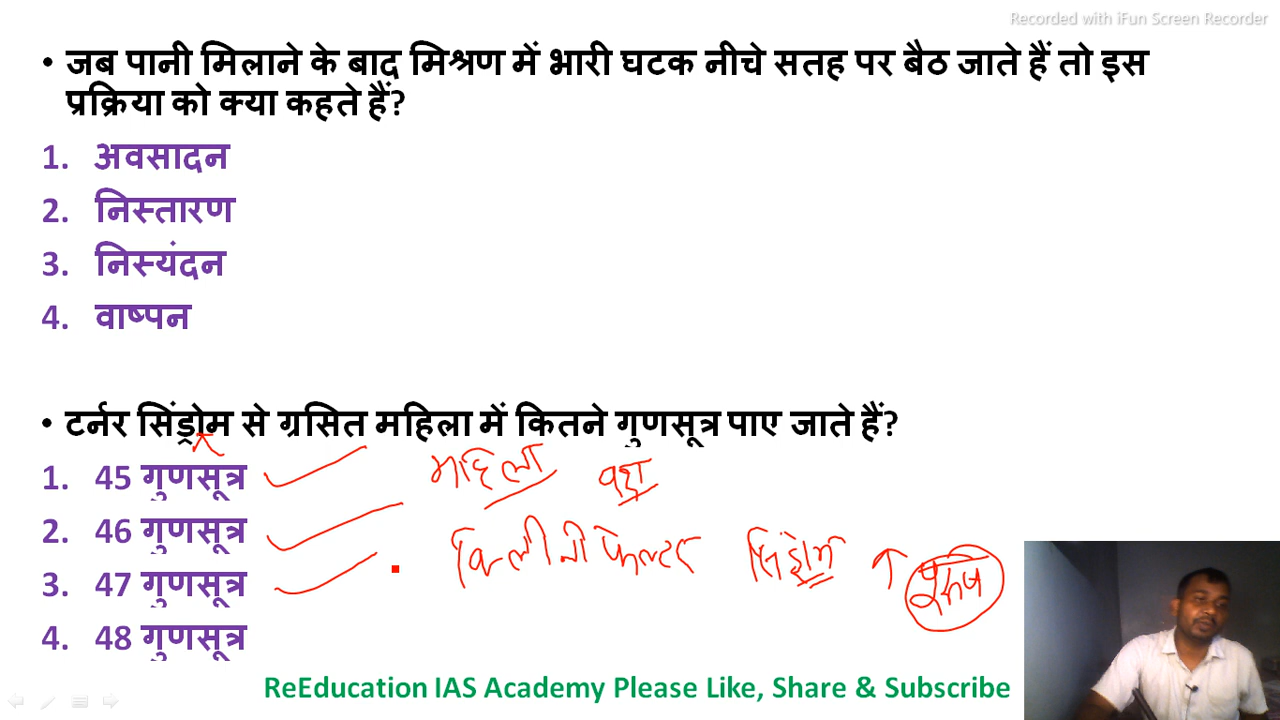 Recorded with iFun Screen Recorder
• जब पानी मिलाने के बाद मिश्रण में भारी घटक नीचे सतह पर बैठ जाते हैं तो इस
प्रक्रिया को क्या कहते हैं?
1. अवसादन
2. निस्तारण
3. निस्यंदन
4. वाष्पन
• टर्नर सिंड्रोम से ग्रसित महिला में कितने गुणसूत्र पाए जाते हैं?
1. 45 गुणसूत्र
महिला
2. 46 गुणसूत्र
किलीनीफेल्टर सिंड्रोम पुरुष
3. 47 गुणसूत्र
4. 48 गुणसूत्र
ReEducation IAS Academy Please Like, Share & Subscribe